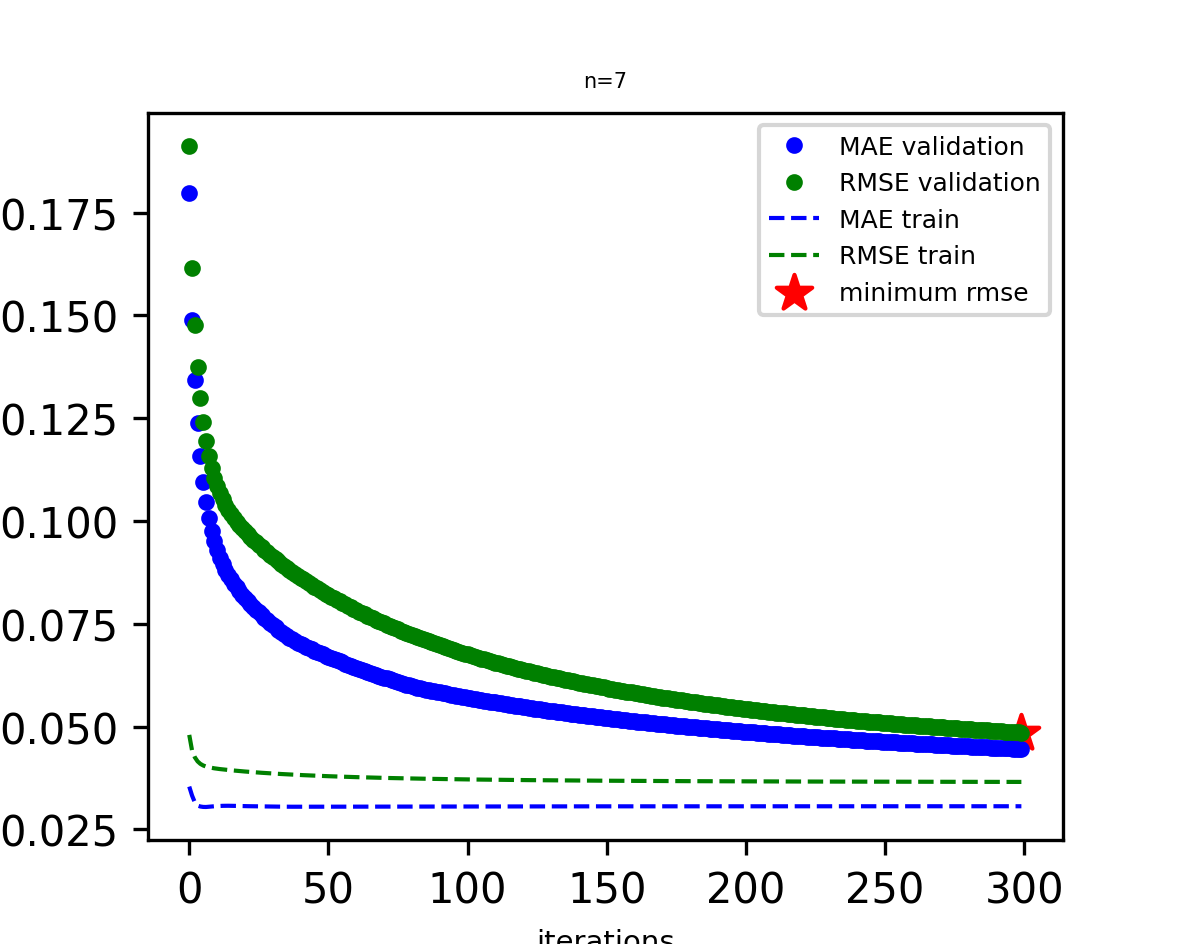 n=7
MAE validation
RMSE validation
MAE train
RMSE train
minimum rmse
0.175
0.150
0.125
0.100
0.075
0.050
0.025
0 50 100 150 200 250 300
iterations